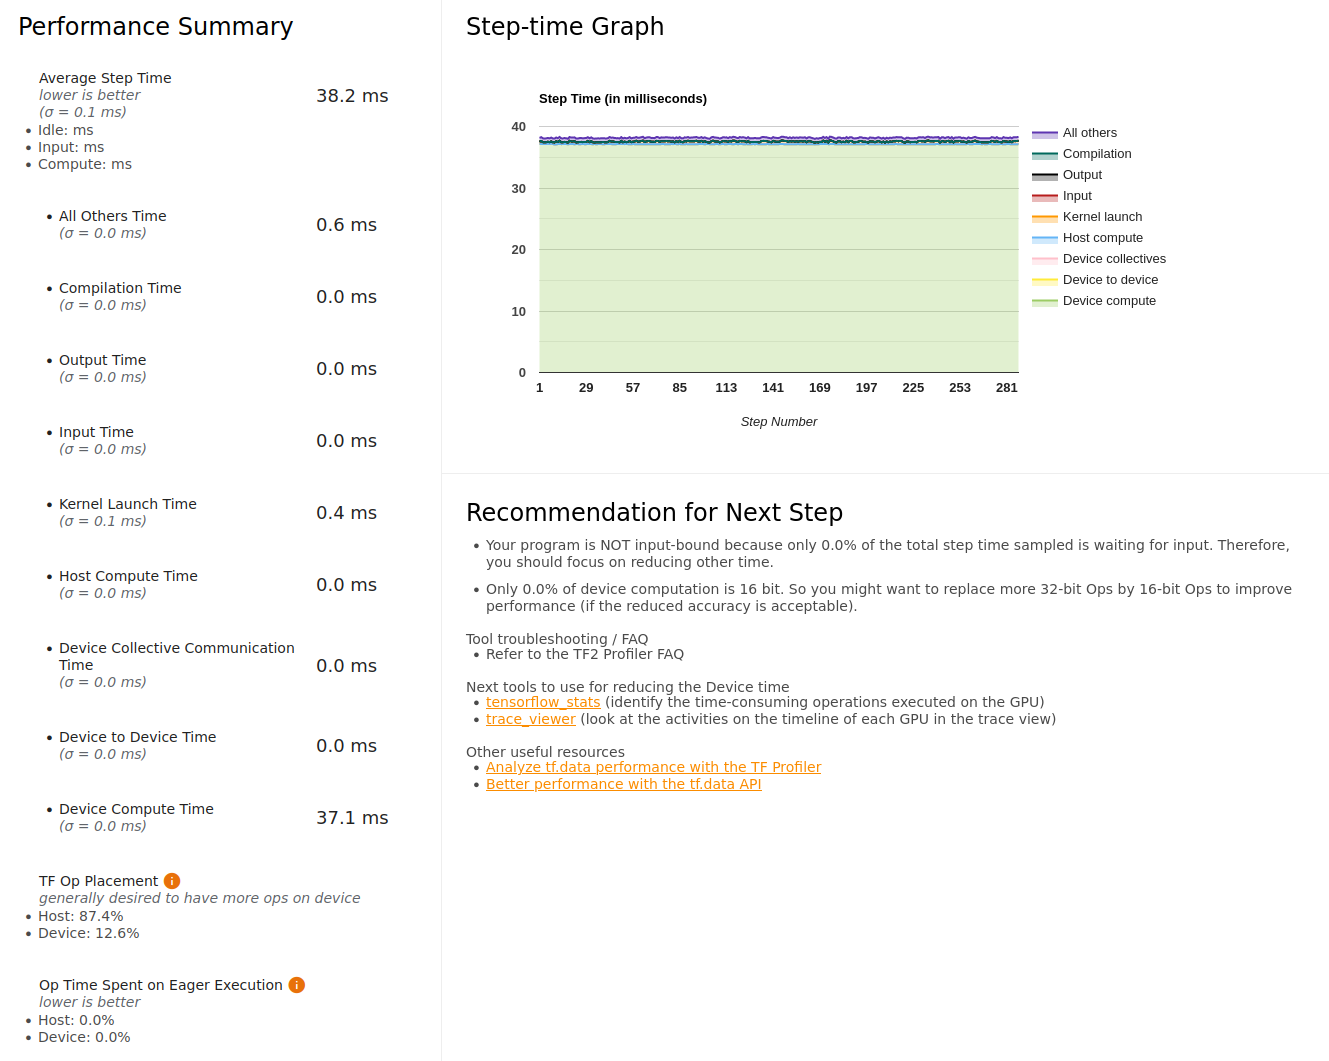 Performance Summary
Average Step Time
lower is better
(σ = 0.1 ms)
38.2 ms
• Idle: ms
• Input: ms
• Compute: ms
• All Others Time
(σ = 0.0 ms)
0.6 ms
• Compilation Time
(σ = 0.0 ms)
0.0 ms
• Output Time
(σ = 0.0 ms)
0.0 ms
• Input Time
(σ = 0.0 ms)
0.0 ms
• Kernel Launch Time
(σ = 0.1 ms)
0.4 ms
• Host Compute Time
(σ = 0.0 ms)
0.0 ms
• Device Collective Communication
Time
(σ = 0.0 ms)
0.0 ms
• Device to Device Time
(σ = 0.0 ms)
0.0 ms
• Device Compute Time
(σ = 0.0 ms)
37.1 ms
TF Op Placement
generally desired to have more ops on device
• Host: 87.4%
• Device: 12.6%
Op Time Spent on Eager Execution
lower is better
• Host: 0.0%
• Device: 0.0%
Step-time Graph
Step Time (in milliseconds)
40
30
20
10
0
1 29 57 85 113 141 169 197 225 253 281
Step Number
All others
Compilation
Output
Input
Kernel launch
Host compute
Device collectives
Device to device
Device compute
Recommendation for Next Step
• Your program is NOT input-bound because only 0.0% of the total step time sampled is waiting for input. Therefore,
you should focus on reducing other time.
• Only 0.0% of device computation is 16 bit. So you might want to replace more 32-bit Ops by 16-bit Ops to improve
performance (if the reduced accuracy is acceptable).
Tool troubleshooting / FAQ
• Refer to the TF2 Profiler FAQ
Next tools to use for reducing the Device time
• tensorflow_stats (identify the time-consuming operations executed on the GPU)
• trace_viewer (look at the activities on the timeline of each GPU in the trace view)
Other useful resources
• Analyze tf.data performance with the TF Profiler
• Better performance with the tf.data API